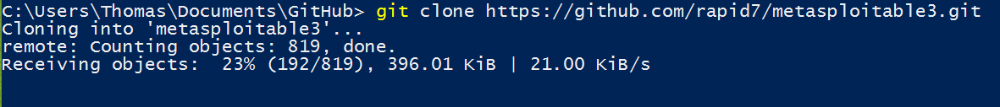 C:\Users\Thomas\Documents\GitHub> git clone https://github.com/rapid7/metasploitable3.git
Cloning into 'metasploitable3'...
remote: Counting objects: 819, done.
Receiving objects:  23% (192/819), 396.01 KiB | 21.00 KiB/s